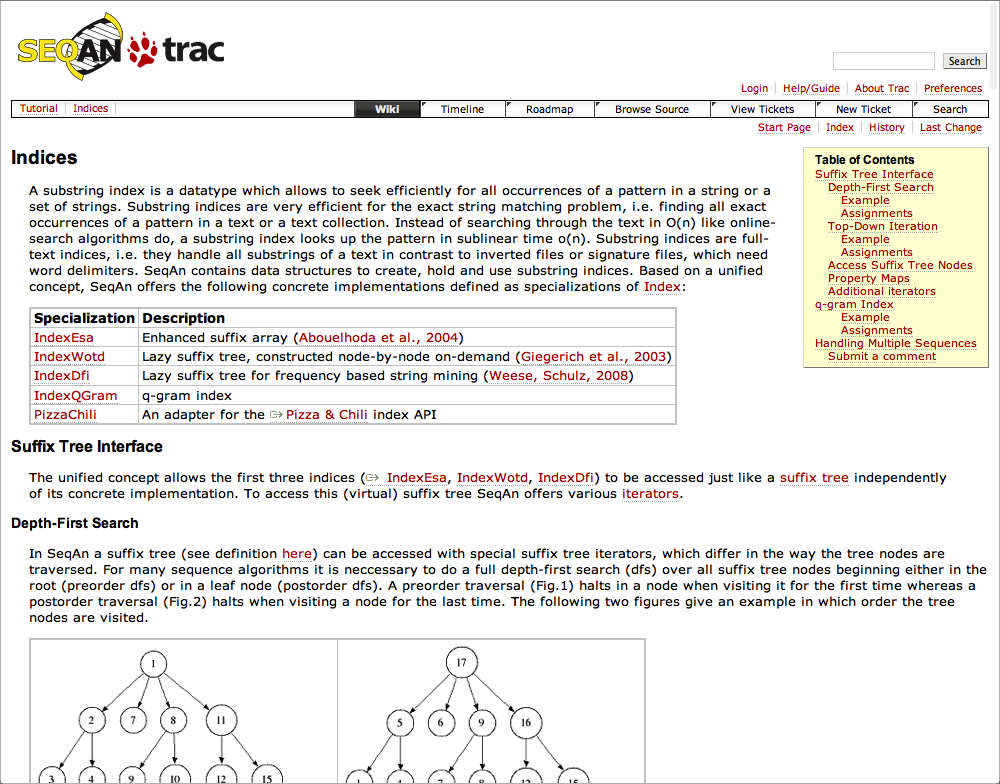 SEQAN trac
Search
Login Help/Guide About Trac Preferences
Tutorial Indices Wiki Timeline Roadmap Browse Source View Tickets New Ticket Search
Start Page Index History Last Change
Indices
A substring index is a datatype which allows to seek efficiently for all occurrences of a pattern in a string or a
set of strings. Substring indices are very efficient for the exact string matching problem, i.e. finding all exact
occurrences of a pattern in a text or a text collection. Instead of searching through the text in O(n) like online-
search algorithms do, a substring index looks up the pattern in sublinear time o(n). Substring indices are full-
text indices, i.e. they handle all substrings of a text in contrast to inverted files or signature files, which need
word delimiters. SeqAn contains data structures to create, hold and use substring indices. Based on a unified
concept, SeqAn offers the following concrete implementations defined as specializations of Index:
Table of Contents
Suffix Tree Interface
Depth-First Search
Example
Assignments
Top-Down Iteration
Example
Assignments
Access Suffix Tree Nodes
Property Maps
Additional iterators
q-gram Index
Example
Assignments
Handling Multiple Sequences
Submit a comment
Specialization Description
IndexEsa Enhanced suffix array (Abouelhoda et al., 2004)
IndexWotd Lazy suffix tree, constructed node-by-node on-demand (Giegerich et al., 2003)
IndexDfi Lazy suffix tree for frequency based string mining (Weese, Schulz, 2008)
IndexQGram q-gram index
PizzaChili An adapter for the Pizza & Chili index API
Suffix Tree Interface
The unified concept allows the first three indices ( IndexEsa, IndexWotd, IndexDfi) to be accessed just like a suffix tree independently
of its concrete implementation. To access this (virtual) suffix tree SeqAn offers various iterators.
Depth-First Search
In SeqAn a suffix tree (see definition here) can be accessed with special suffix tree iterators, which differ in the way the tree nodes are
traversed. For many sequence algorithms it is neccessary to do a full depth-first search (dfs) over all suffix tree nodes beginning either in the
root (preorder dfs) or in a leaf node (postorder dfs). A preorder traversal (Fig.1) halts in a node when visiting it for the first time whereas a
postorder traversal (Fig.2) halts when visiting a node for the last time. The following two figures give an example in which order the tree
nodes are visited.
1 17
2 7 8 11 5 6 9 16
3 4 9 10 12 15 1 4 7 8 12 15